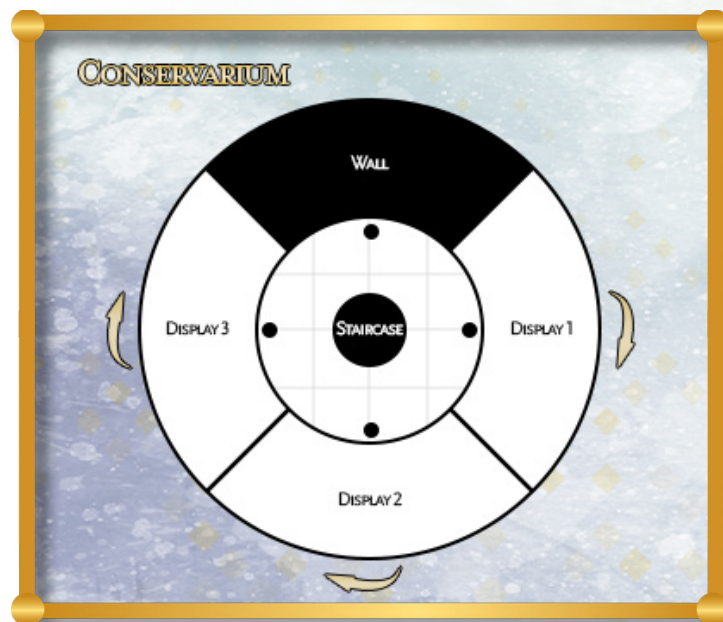 Conservarium
Wall
Display 3
Staircase
Display 1
Display 2